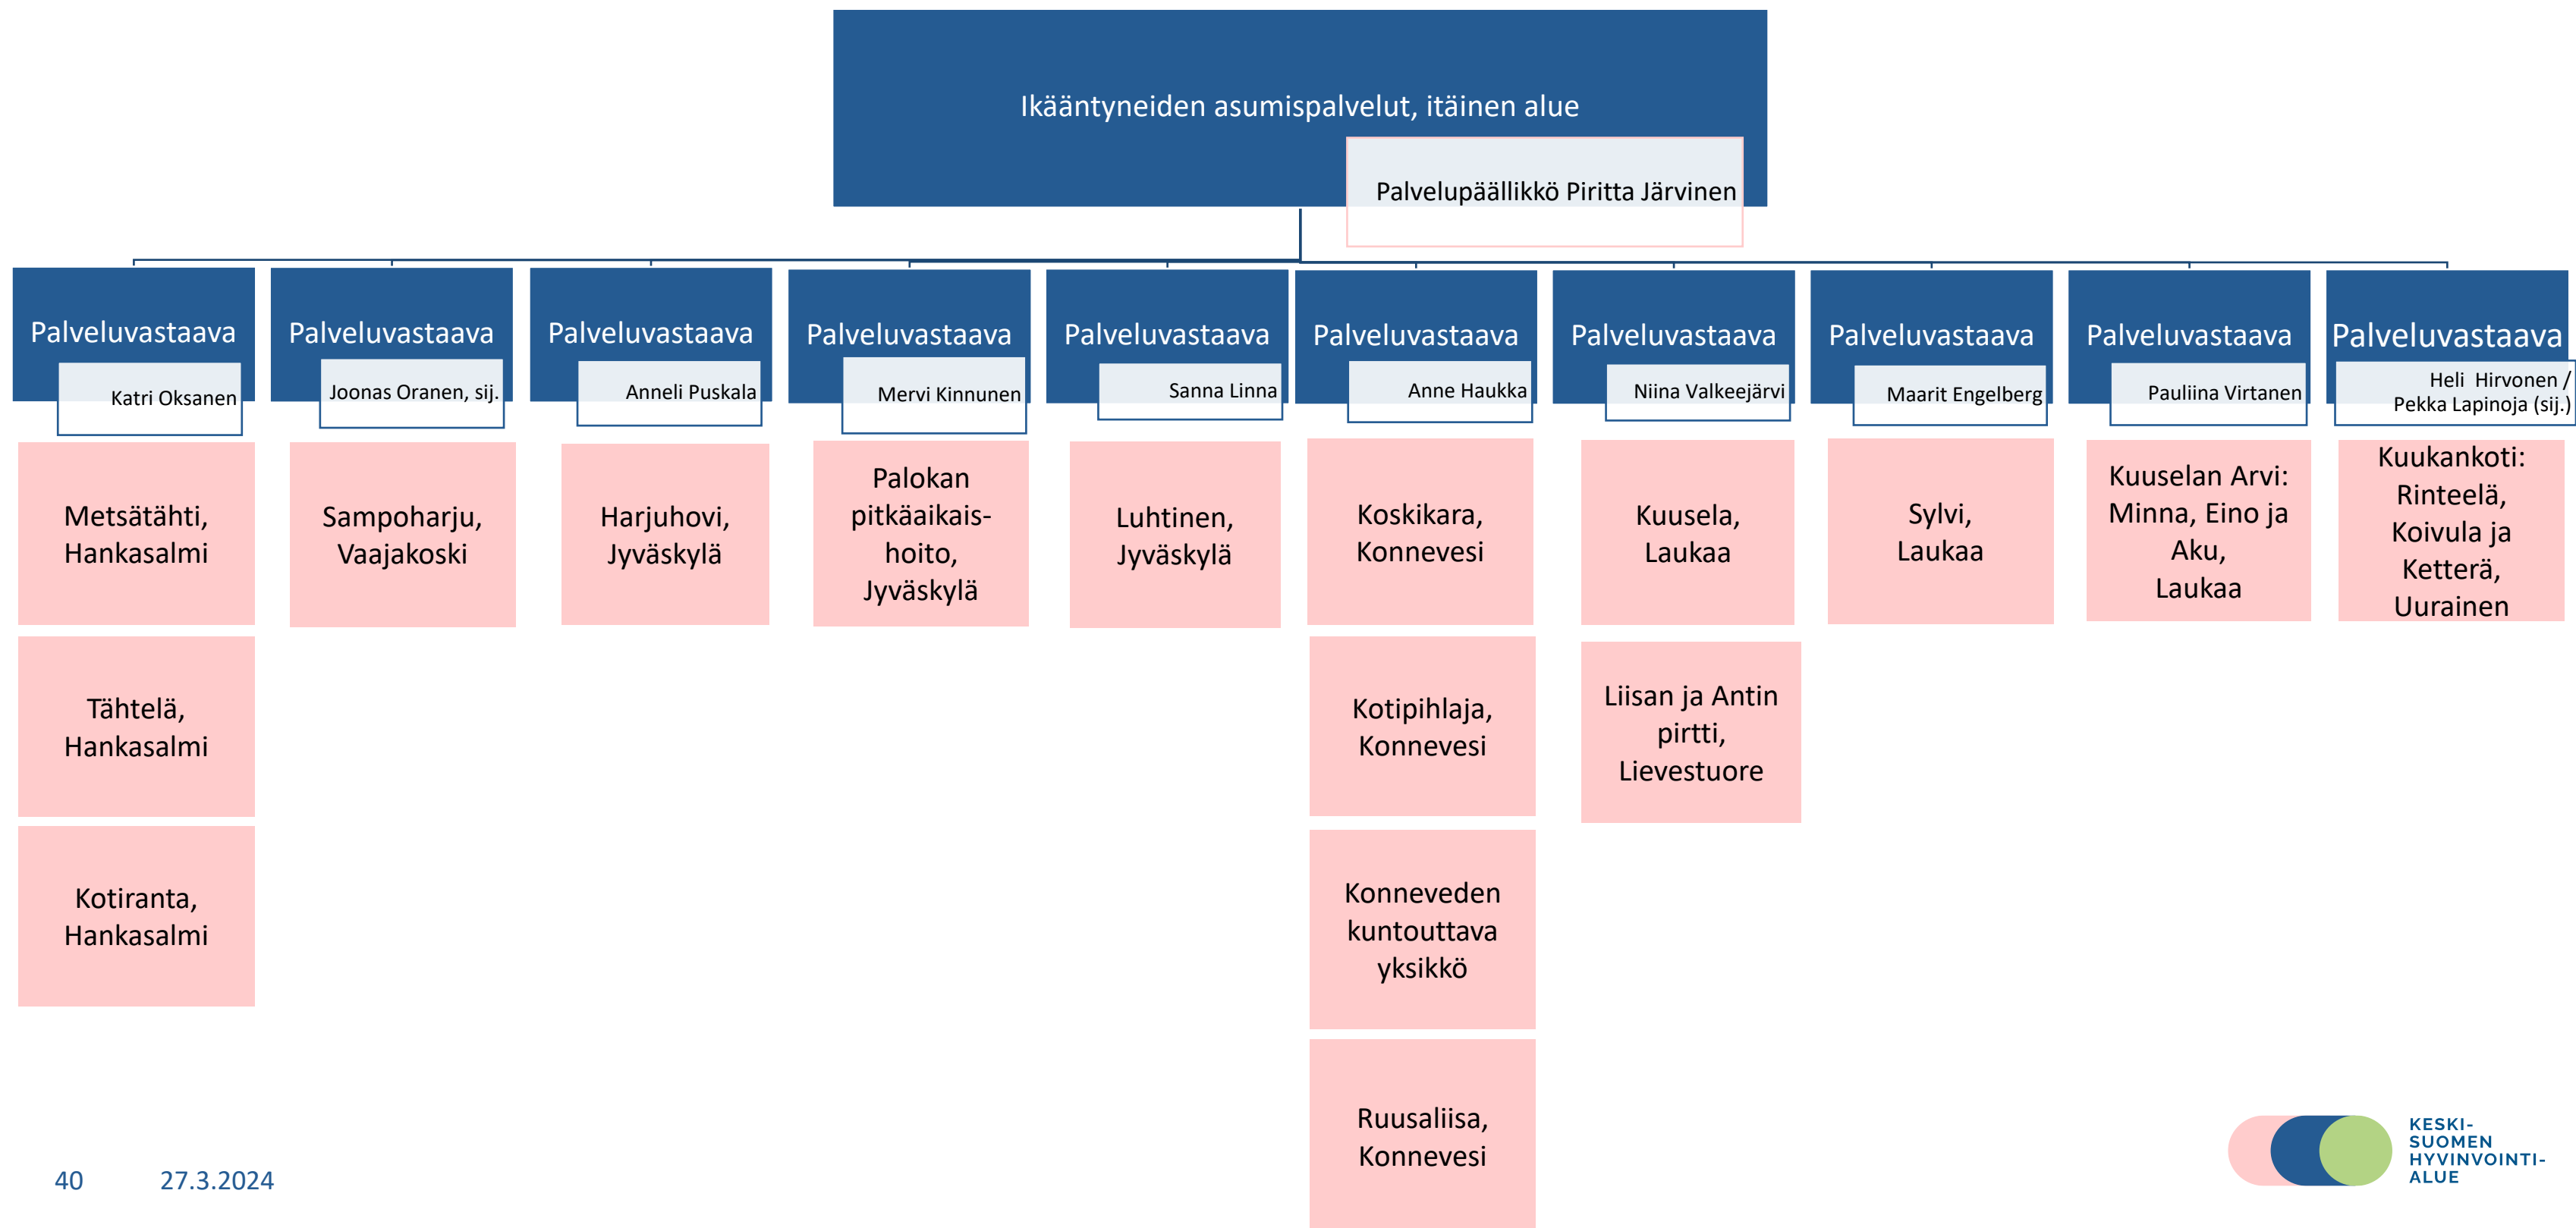 Ikääntyneiden asumispalvelut, itäinen alue
Palvelupäällikkö Piritta Järvinen
Palveluvastaava
Katri Oksanen
Metsätähti,
Hankasalmi
Tähtelä,
Hankasalmi
Kotiranta,
Hankasalmi
Palveluvastaava
Joonas Oranen, sij.
Sampoharju,
Vaajakoski
Palveluvastaava
Anneli Puskala
Harjuhovi,
Jyväskylä
Palveluvastaava
Mervi Kinnunen
Palokan
pitkäaikais-
hoito,
Jyväskylä
Palveluvastaava
Sanna Linna
Luhtinen,
Jyväskylä
Palveluvastaava
Anne Haukka
Koskikara,
Konnevesi
Kotipihlaja,
Konnevesi
Konneveden
kuntouttava
yksikkö
Ruusaliisa,
Konnevesi
Palveluvastaava
Niina Valkeejärvi
Kuusela,
Laukaa
Liisan ja Antin
pirtti,
Lievestuore
Palveluvastaava
Maarit Engelberg
Sylvi,
Laukaa
Palveluvastaava
Pauliina Virtanen
Kuuselan Arvi:
Minna, Eino ja
Aku,
Laukaa
Palveluvastaava
Heli Hirvonen /
Pekka Lapinoja (sij.)
Kuukankoti:
Rinteelä,
Koivula ja
Ketterä,
Uurainen
40 27.3.2024
KESKI-
SUOMEN
HYVINVOINTI-
ALUE